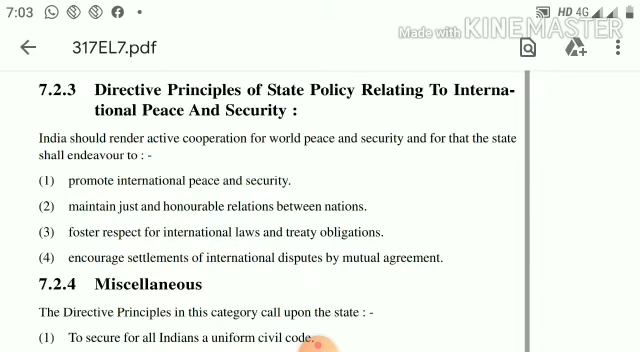 7:03
HD 4G
Made with KINEMASTER
317EL7.pdf
7.2.3 Directive Principles of State Policy Relating To Interna-
tional Peace And Security :
India should render active cooperation for world peace and security and for that the state
shall endeavour to : -
(1) promote international peace and security.
(2) maintain just and honourable relations between nations.
(3) foster respect for international laws and treaty obligations.
(4) encourage settlements of international disputes by mutual agreement.
7.2.4 Miscellaneous
The Directive Principles in this category call upon the state : -
(1) To secure for all Indians a uniform civil code.